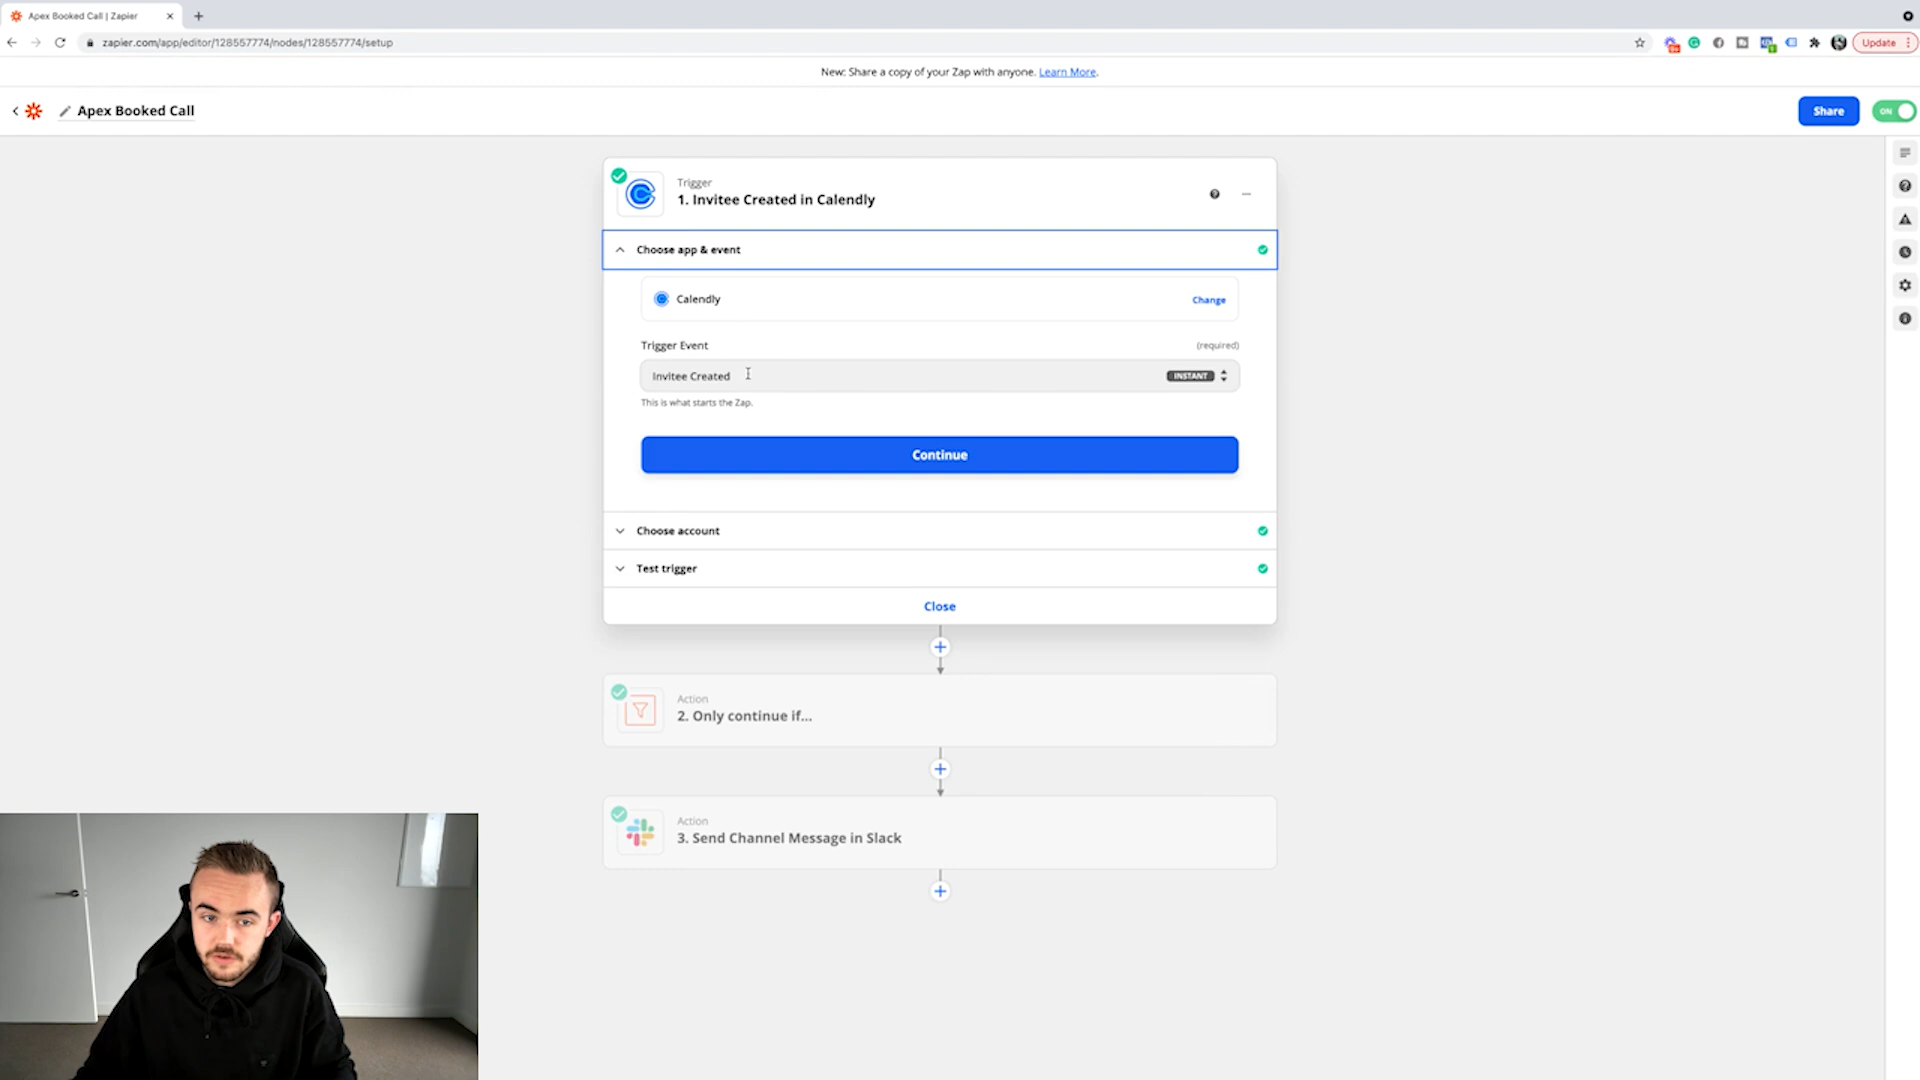 Apex Booked Call | Zapier
zapier.com/app/editor/128557774/nodes/128557774/setup
Update
New: Share a copy of your Zap with anyone. Learn More.
Apex Booked Call
Share
ON
Trigger
1. Invitee Created in Calendly
Choose app & event
Calendly
Change
Trigger Event
(required)
Invitee Created
INSTANT
This is what starts the Zap.
Continue
Choose account
Test trigger
Close
Action
2. Only continue if...
Action
3. Send Channel Message in Slack